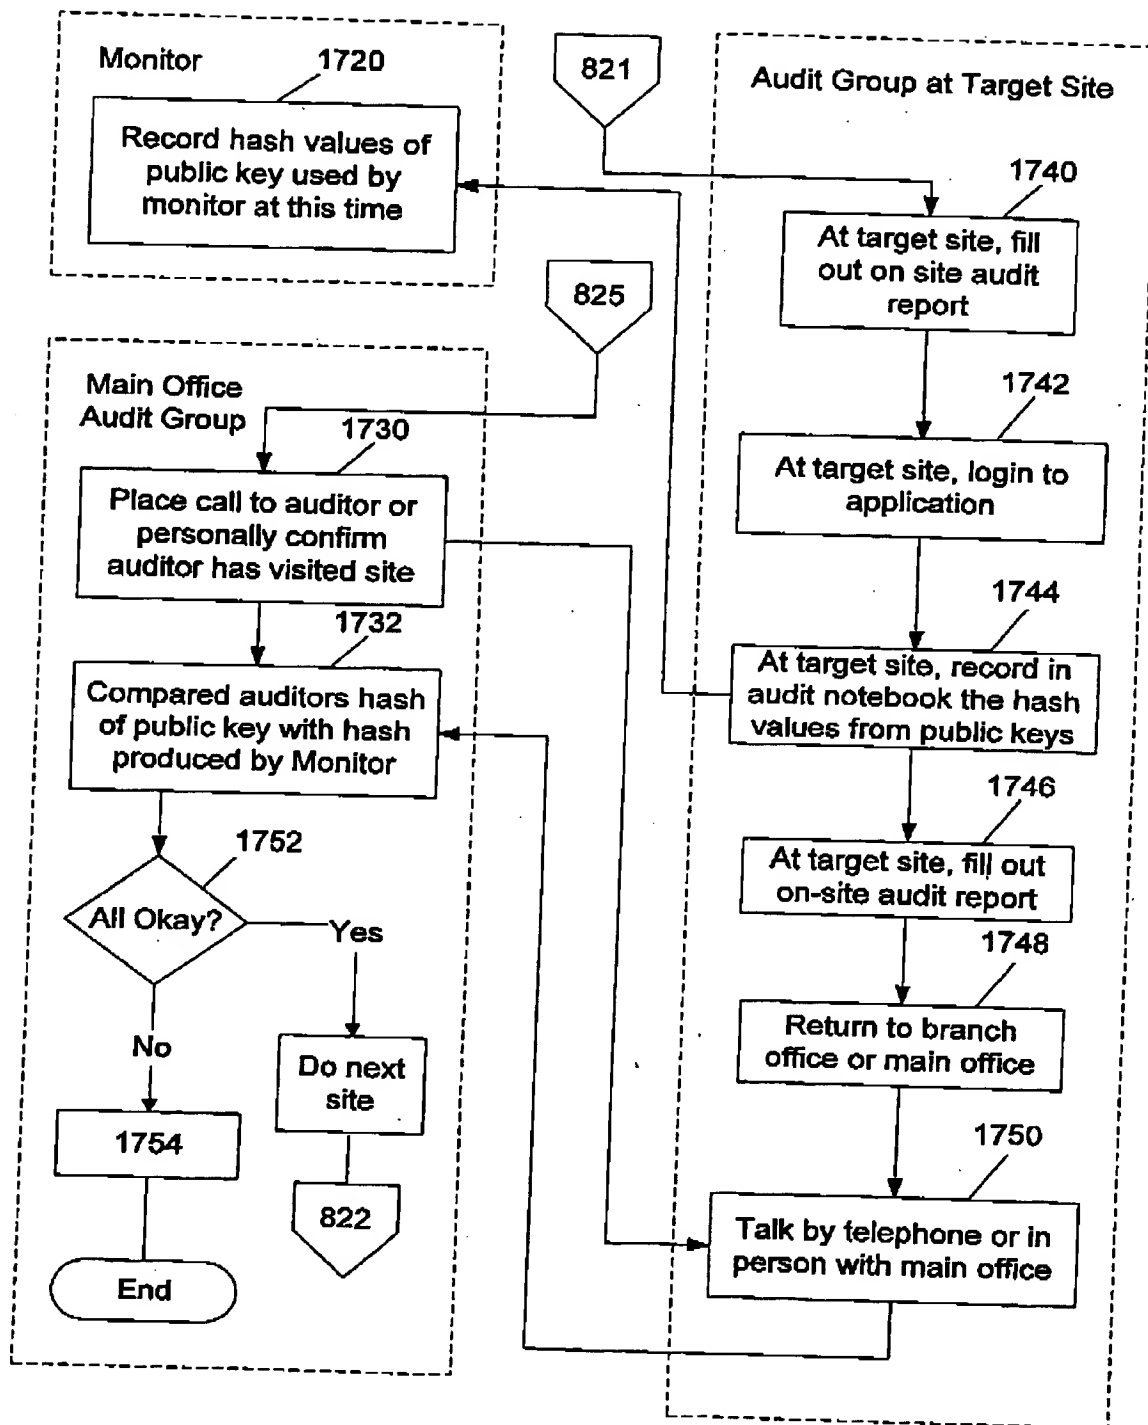 Monitor
1720
Record hash values of
public key used by
monitor at this time
821
Audit Group at Target Site
1740
At target site, fill
out on site audit
report
825
Main Office
Audit Group
1730
Place call to auditor or
personally confirm
auditor has visited site
1742
At target site, login to
application
1732
Compared auditors hash
of public key with hash
produced by Monitor
1744
At target site, record in
audit notebook the hash
values from public keys
1746
At target site, fill out
on-site audit report
1752
All Okay?
Yes
No
1748
Return to branch
office or main office
Do next
site
1754
822
End
1750
Talk by telephone or in
person with main office